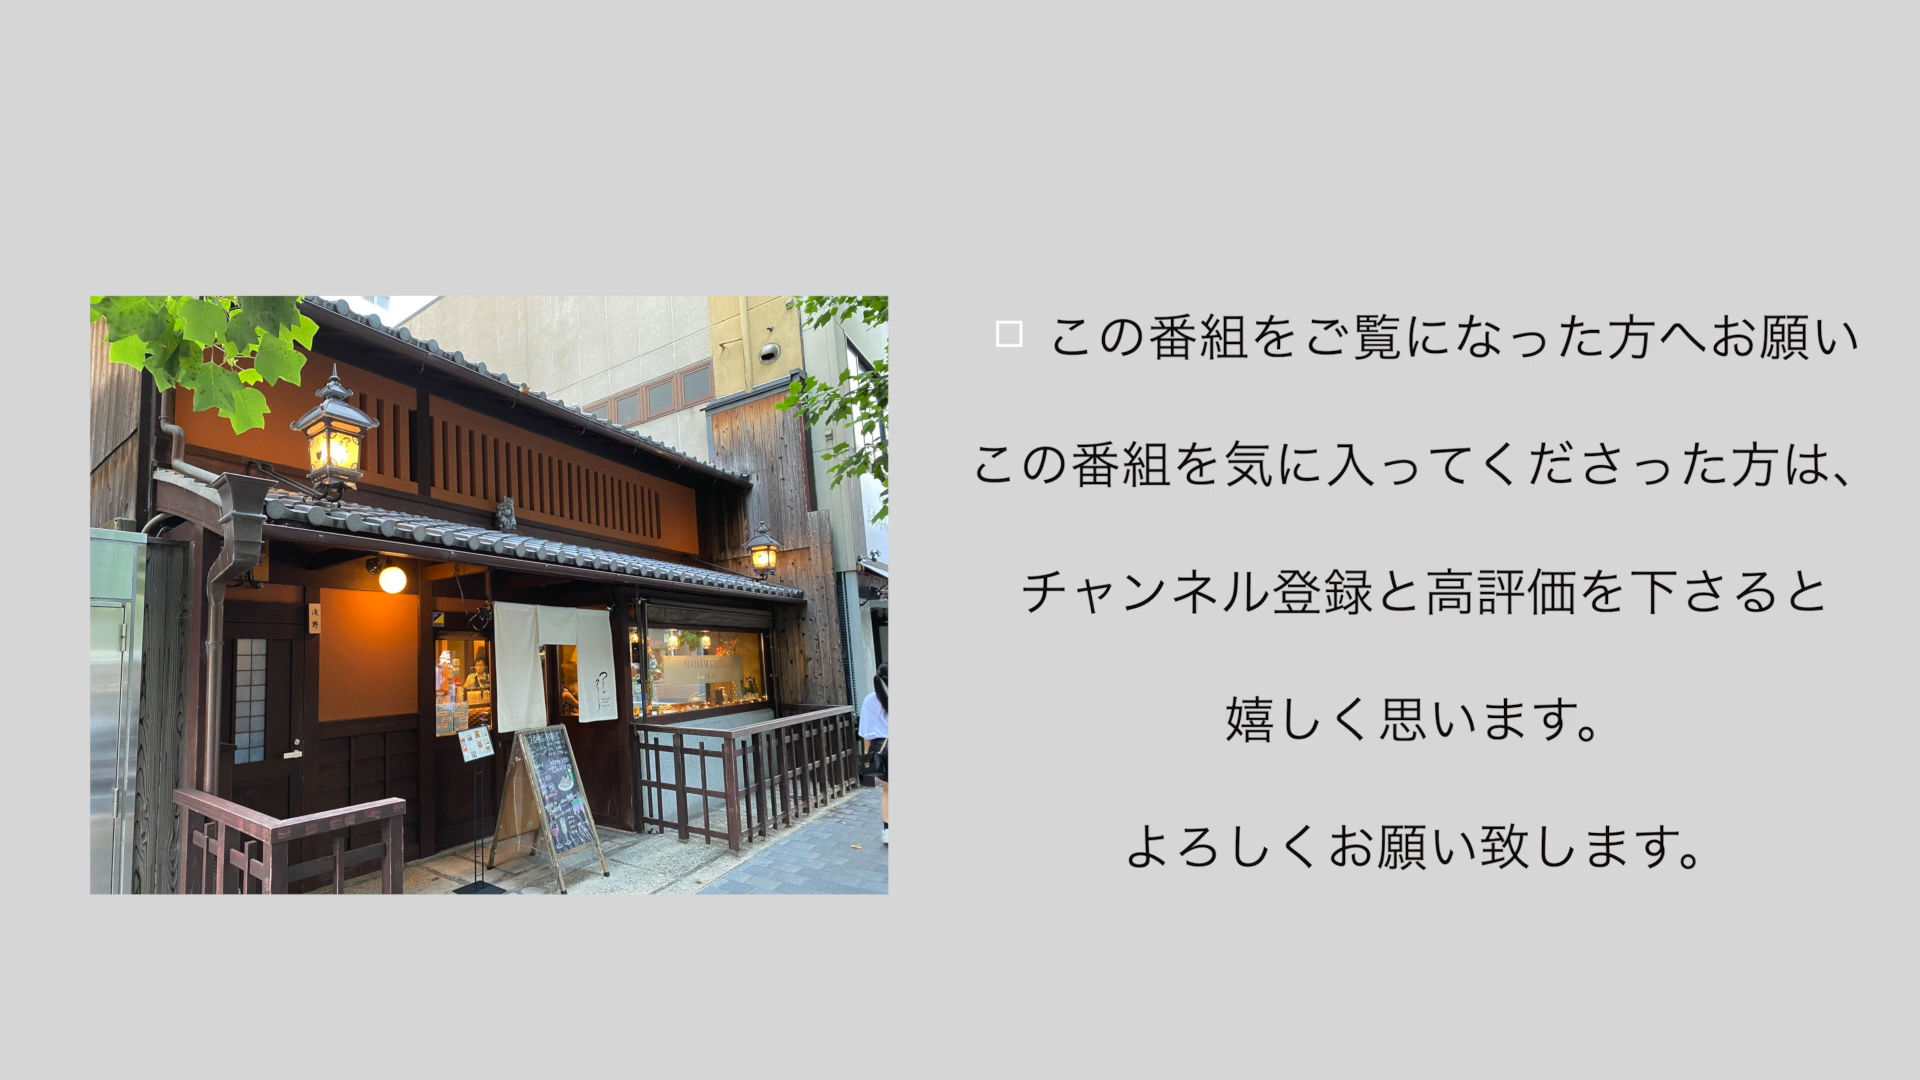 この番組をご覧になった方へお願い
この番組を気に入ってくださった方は、
チャンネル登録と高評価を下さると
嬉しく思います。
よろしくお願い致します。
浅野